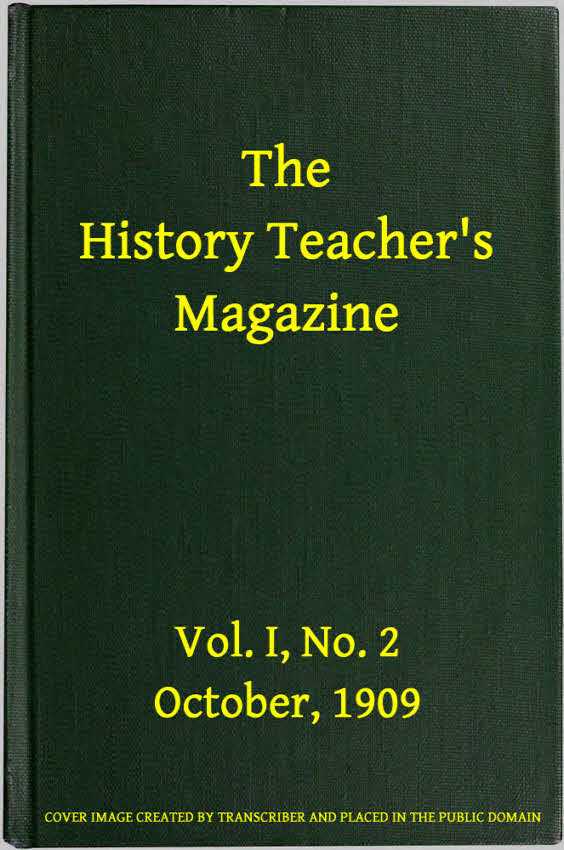 The
History Teacher's
Magazine
Vol. I, No. 2
October, 1909
COVER IMAGE CREATED BY TRANSCRIBER AND PLACED IN THE PUBLIC DOMAIN